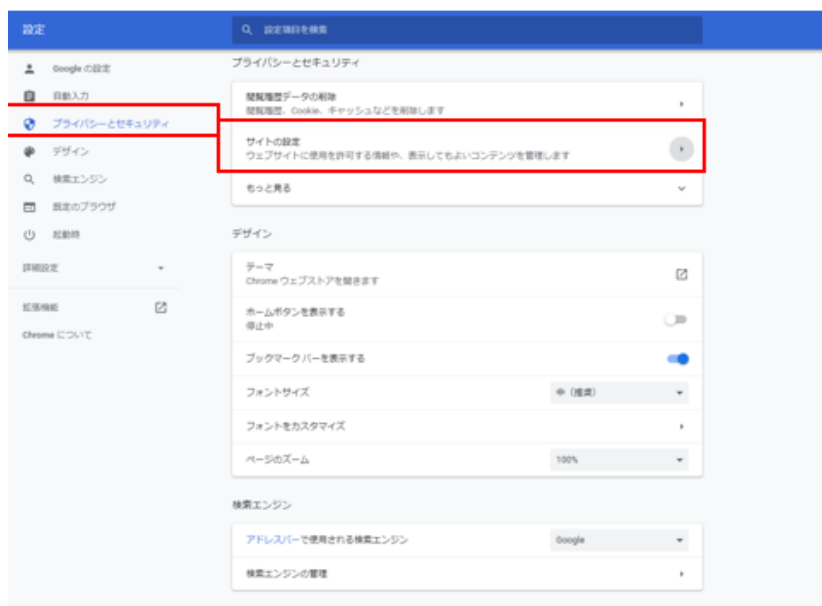 設定
設定項目を検索
Google の設定
自動入力
プライバシーとセキュリティ
デザイン
検索エンジン
既定のブラウザ
起動時
詳細設定
拡張機能
Chrome について
プライバシーとセキュリティ
閲覧履歴データの削除
閲覧履歴、Cookie、キャッシュなどを削除します
サイトの設定
ウェブサイトに使用を許可する情報や、表示してもよいコンテンツを管理します
もっと見る
デザイン
テーマ
Chrome ウェブストアを開きます
ホームボタンを表示する
停止中
ブックマーク バーを表示する
フォントサイズ
中（推奨）
フォントをカスタマイズ
ページのズーム
100%
検索エンジン
アドレスバーで使用される検索エンジン
Google
検索エンジンの管理